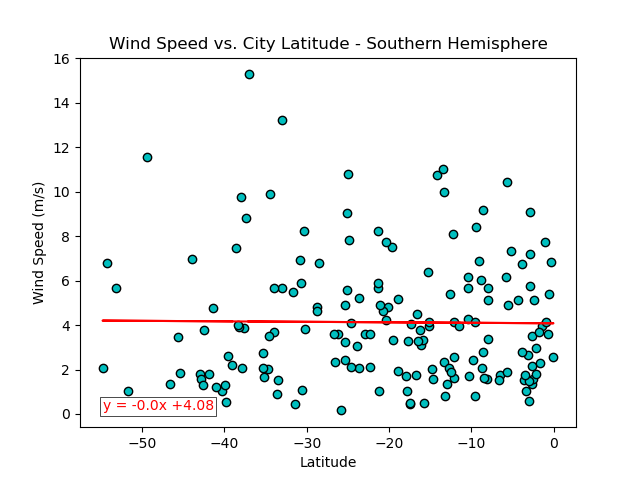 Wind Speed vs. City Latitude - Southern Hemisphere
16
14
12
10
8
6
4
2
0
Wind Speed (m/s)
y = -0.0x +4.08
−50 −40 −30 −20 −10 0
Latitude